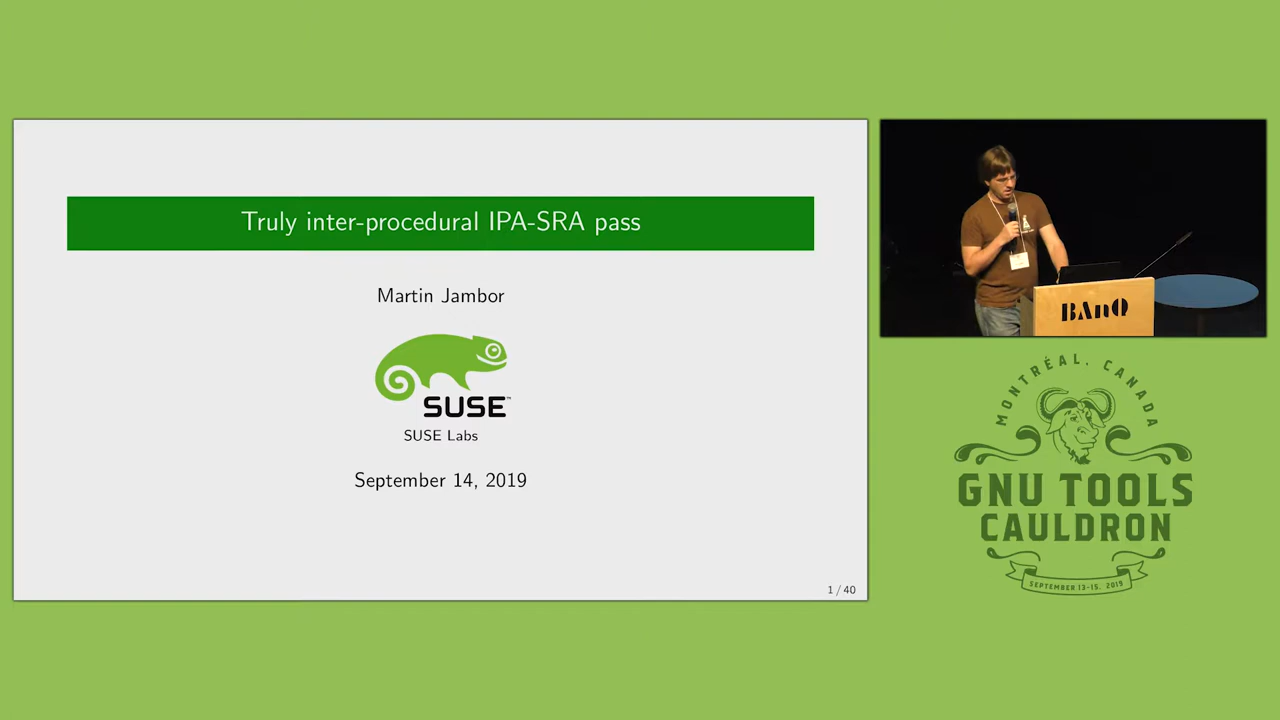 Truly inter-procedural IPA-SRA pass
Martin Jambor
SUSE™
SUSE Labs
September 14, 2019
1 / 40
BAnQ
MONTRÉAL, CANADA
GNU TOOLS
CAULDRON
SEPTEMBER 13-15, 2019